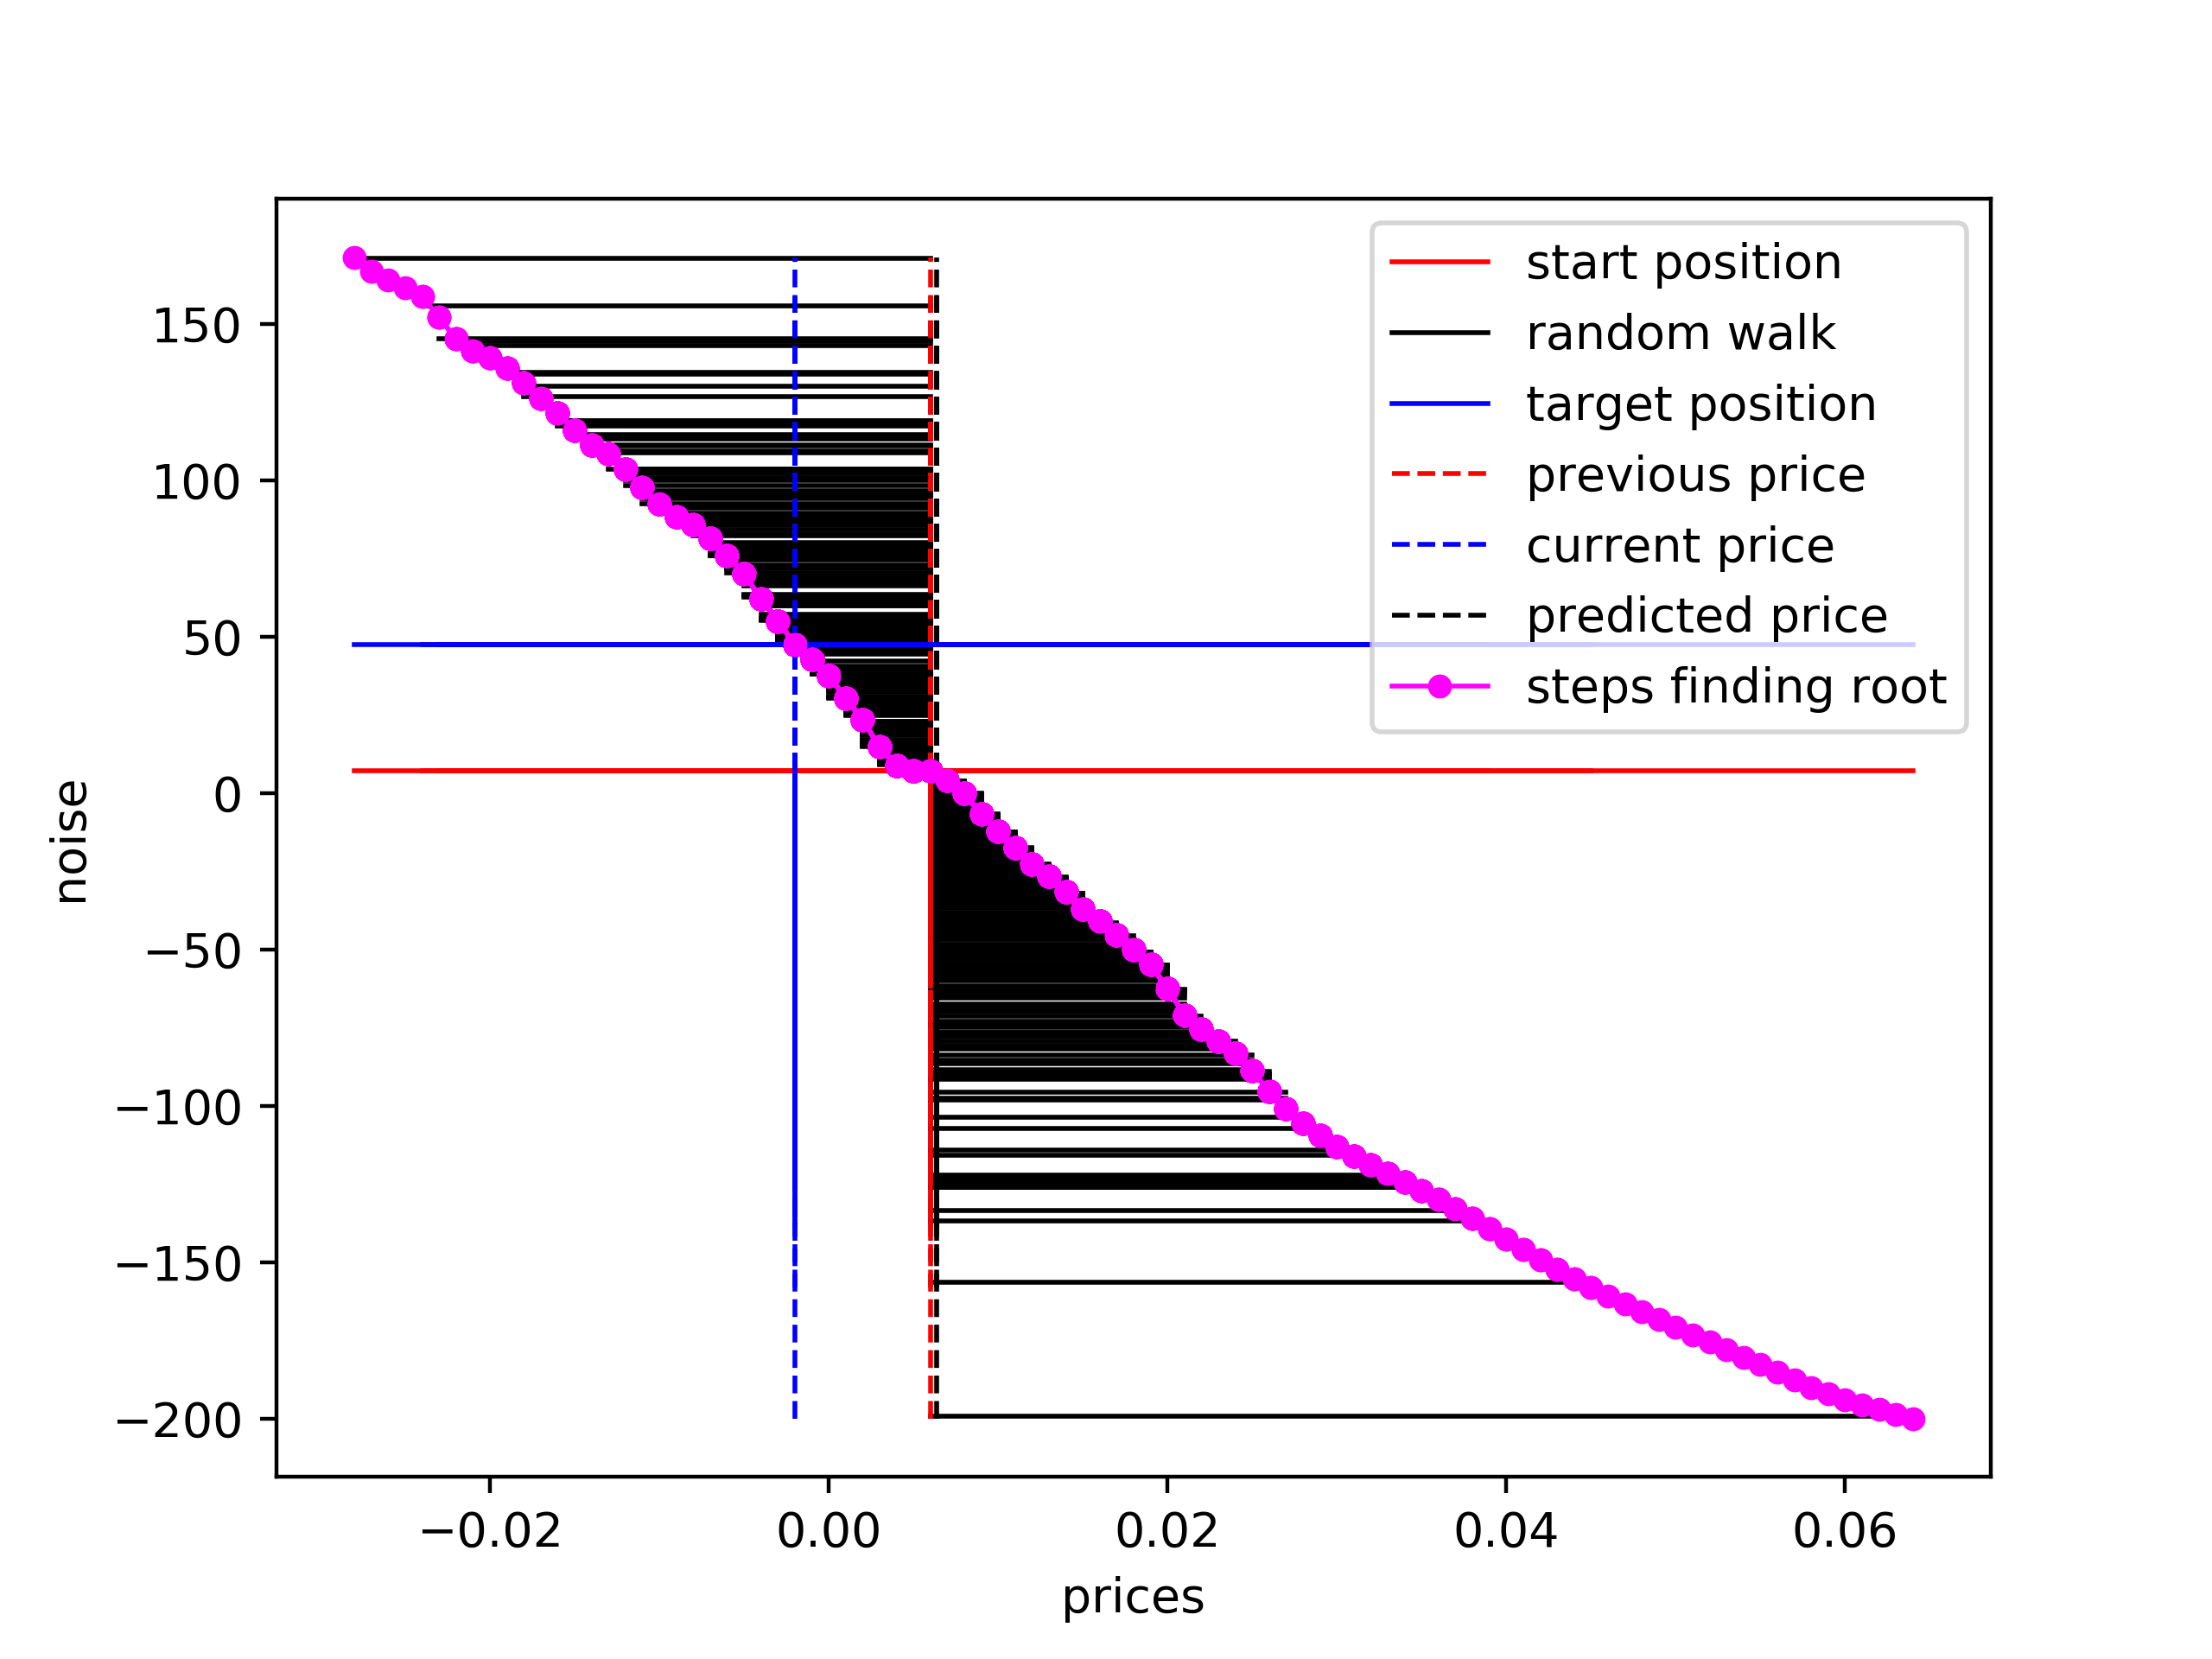 start position
random walk
target position
previous price
current price
predicted price
steps finding root
150
100
50
0
−50
−100
−150
−200
noise
−0.02 0.00 0.02 0.04 0.06
prices